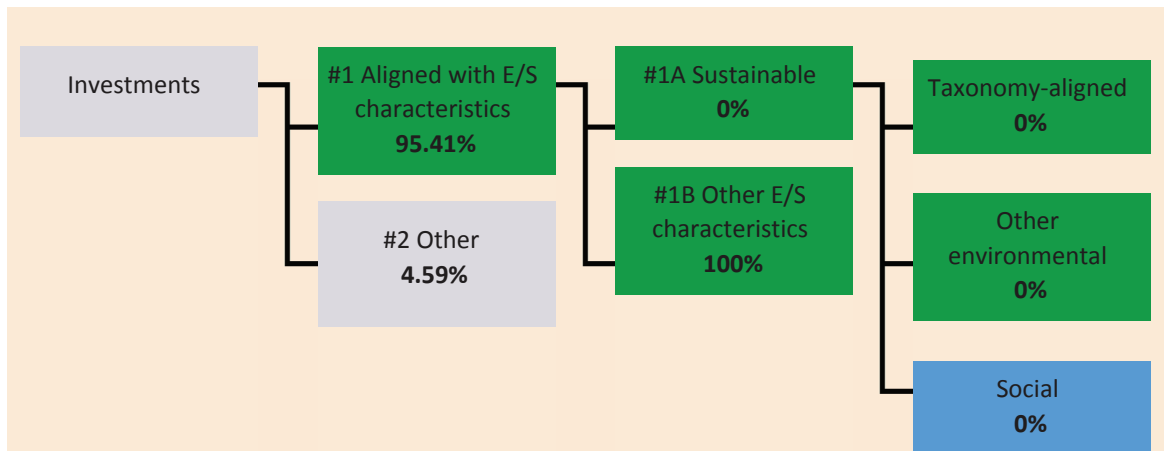 Investments
#1 Aligned with E/S
characteristics
95.41%
#2 Other
4.59%
#1A Sustainable
0%
#1B Other E/S
characteristics
100%
Taxonomy-aligned
0%
Other
environmental
0%
Social
0%